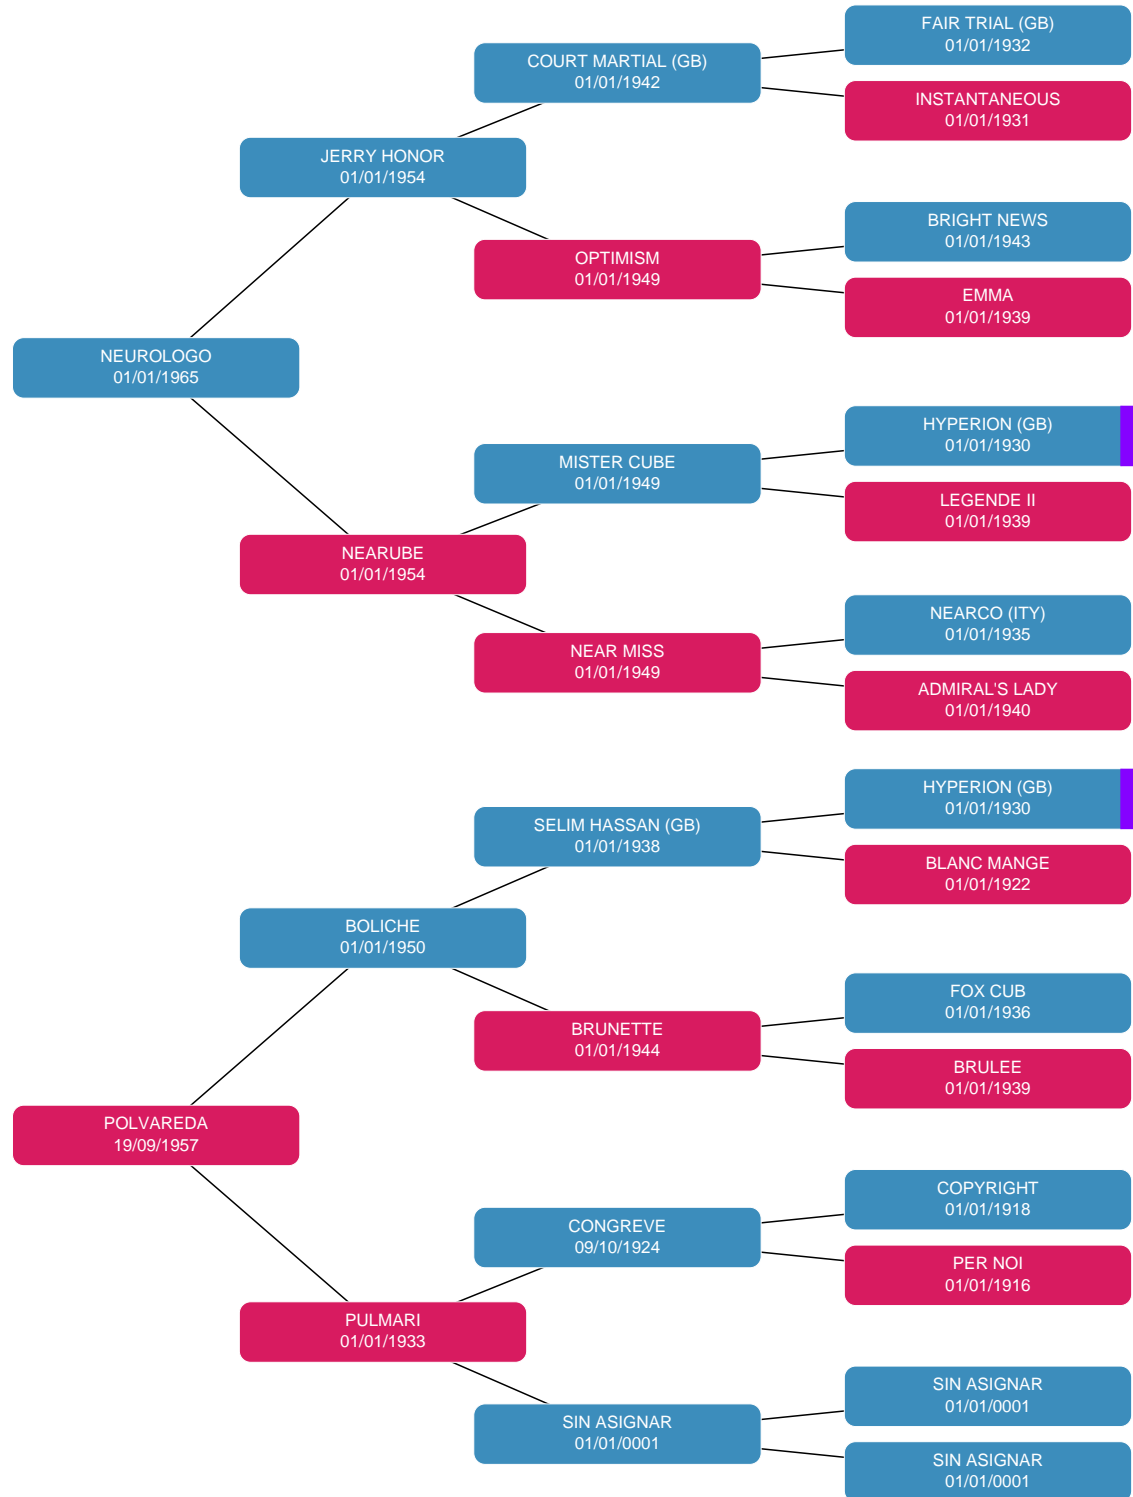 FAIR TRIAL (GB)
01/01/1932
COURT MARTIAL (GB)
01/01/1942
INSTANTANEOUS
01/01/1931
JERRY HONOR
01/01/1954
BRIGHT NEWS
01/01/1943
OPTIMISM
01/01/1949
EMMA
01/01/1939
NEUROLOGO
01/01/1965
HYPERION (GB)
01/01/1930
MISTER CUBE
01/01/1949
LEGENDE II
01/01/1939
NEARUBE
01/01/1954
NEARCO (ITY)
01/01/1935
NEAR MISS
01/01/1949
ADMIRAL'S LADY
01/01/1940
HYPERION (GB)
01/01/1930
SELIM HASSAN (GB)
01/01/1938
BLANC MANGE
01/01/1922
BOLICHE
01/01/1950
FOX CUB
01/01/1936
BRUNETTE
01/01/1944
BRULEE
01/01/1939
POLVAREDA
19/09/1957
COPYRIGHT
01/01/1918
CONGREVE
09/10/1924
PER NOI
01/01/1916
PULMARI
01/01/1933
SIN ASIGNAR
01/01/0001
SIN ASIGNAR
01/01/0001
SIN ASIGNAR
01/01/0001